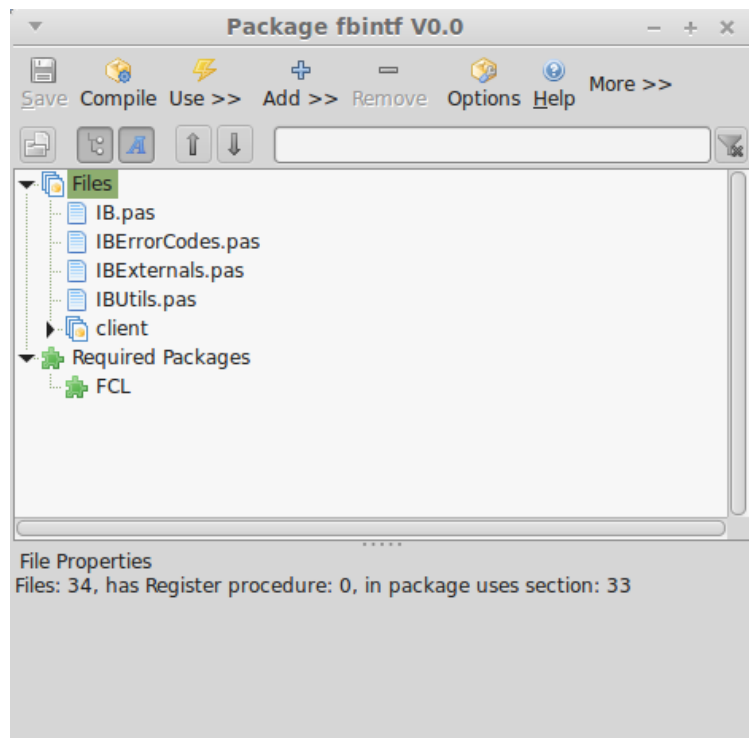 Package fbintf V0.0
Save Compile Use >> Add >> Remove Options Help More >>
A
Files
IB.pas
IBErrorCodes.pas
IBExternals.pas
IBUtils.pas
client
Required Packages
FCL
File Properties
Files: 34, has Register procedure: 0, in package uses section: 33